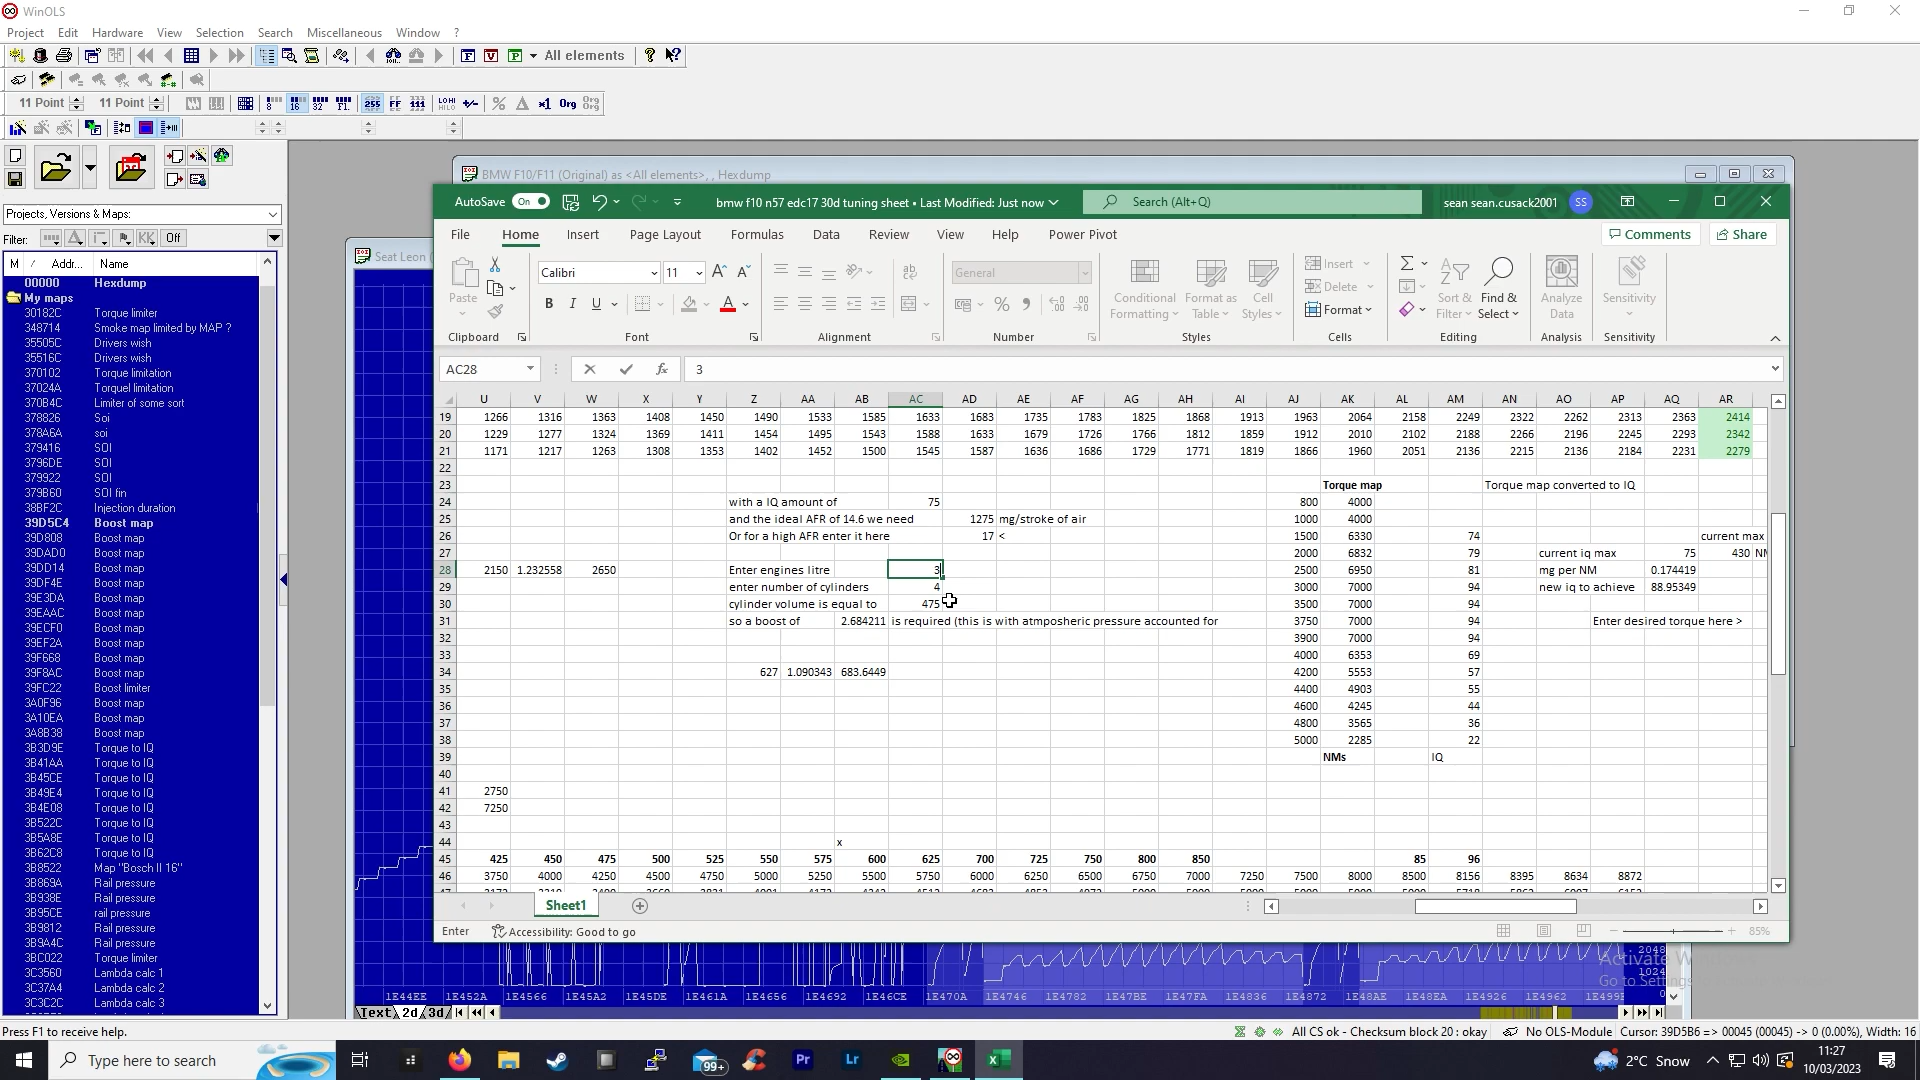 WinOLS
Project Edit Hardware View Selection Search Miscellaneous Window ?
All elements
11 Point 11 Point
BMW F10/F11 (Original) as <All elements>, , Hexdump
Seat Leon (
Projects, Versions & Maps:
Filter: Off
M / Addr... Name
00000 Hexdump
My maps
30182C Torque limiter
348714 Smoke map limited by MAP ?
35505C Drivers wish
35516C Drivers wish
370102 Torque limitation
37024A Torquel limitation
370B4C Limiter of some sort
378826 Soi
378A6A soi
379416 SOI
3796DE SOI
379922 SOI
379B60 SOI fin
38BF2C Injection duration
39D5C4 Boost map
39D808 Boost map
39DAD0 Boost map
39DD14 Boost map
39DF4E Boost map
39E3DA Boost map
39EAAC Boost map
39ECF0 Boost map
39EF2A Boost map
39F668 Boost map
39F8AC Boost map
39FC22 Boost limiter
3A0F96 Boost map
3A10EA Boost map
3A8B38 Boost map
3B3D9E Torque to IQ
3B41AA Torque to IQ
3B45CE Torque to IQ
3B49E4 Torque to IQ
3B4E08 Torque to IQ
3B522C Torque to IQ
3B5A8E Torque to IQ
3B62C8 Torque to IQ
3B8522 Map "Bosch II 16"
3B869A Rail pressure
3B938E Rail pressure
3B95CE rail pressure
3B9812 Rail pressure
3B9A4C Rail pressure
3BC022 Torque limiter
3C3560 Lambda calc 1
3C37A4 Lambda calc 2
3C3C2C Lambda calc 3
AutoSave On bmw f10 n57 edc17 30d tuning sheet • Last Modified: Just now Search (Alt+Q) sean sean.cusack2001 SS
File Home Insert Page Layout Formulas Data Review View Help Power Pivot Comments Share
Paste Calibri 11 B I U General Conditional Formatting Format as Table Cell Styles Insert Delete Format Sort & Filter Find & Select Analyze Data Sensitivity
Clipboard Font Alignment Number Styles Cells Editing Analysis Sensitivity
AC28 fx 3
U V W X Y Z AA AB AC AD AE AF AG AH AI AJ AK AL AM AN AO AP AQ AR
19 1266 1316 1363 1408 1450 1490 1533 1585 1633 1683 1735 1783 1825 1868 1913 1963 2064 2158 2249 2322 2262 2313 2363 2414
20 1229 1277 1324 1369 1411 1454 1495 1543 1588 1633 1679 1726 1766 1812 1859 1912 2010 2102 2188 2266 2196 2245 2293 2342
21 1171 1217 1263 1308 1353 1402 1452 1500 1545 1587 1636 1686 1729 1771 1819 1866 1960 2051 2136 2215 2136 2184 2231 2279
22
23 Torque map Torque map converted to IQ
24 with a IQ amount of 75 800 4000
25 and the ideal AFR of 14.6 we need 1275 mg/stroke of air 1000 4000
26 Or for a high AFR enter it here 17 < 1500 6330 74 current max
27 2000 6832 79 current iq max 75 430
28 2150 1.232558 2650 Enter engines litre 3 2500 6950 81 mg per NM 0.174419
29 enter number of cylinders 4 3000 7000 94 new iq to achieve 88.95349
30 cylinder volume is equal to 475 3500 7000 94
31 so a boost of 2.684211 is required (this is with atmposheric pressure accounted for 3750 7000 94 Enter desired torque here >
32 3900 7000 94
33 4000 6353 69
34 627 1.090343 683.6449 4200 5553 57
35 4400 4903 55
36 4600 4245 44
37 4800 3565 36
38 5000 2285 22
39 NMs IQ
40
41 2750
42 7250
43
44 x
45 425 450 475 500 525 550 575 600 625 700 725 750 800 850 85 96
46 3750 4000 4250 4500 4750 5000 5250 5500 5750 6000 6250 6500 6750 7000 7250 7500 8000 8500 8156 8395 8634 8872
Sheet1
Enter Accessibility: Good to go 85%
Activate Windows
2048
1024
0
1E44EE 1E452A 1E4566 1E45A2 1E45DE 1E461A 1E4656 1E4692 1E46CE 1E470A 1E4746 1E4782 1E47BE 1E47FA 1E4836 1E4872 1E48AE 1E48EA 1E4926 1E4962
Text 2d 3d
Press F1 to receive help. All CS ok - Checksum block 20 : okay No OLS-Module Cursor: 39D5B6 => 00045 (00045) -> 0 (0.00%), Width: 16
Type here to search 99+ Pr Lr 2°C Snow 11:27
10/03/2023